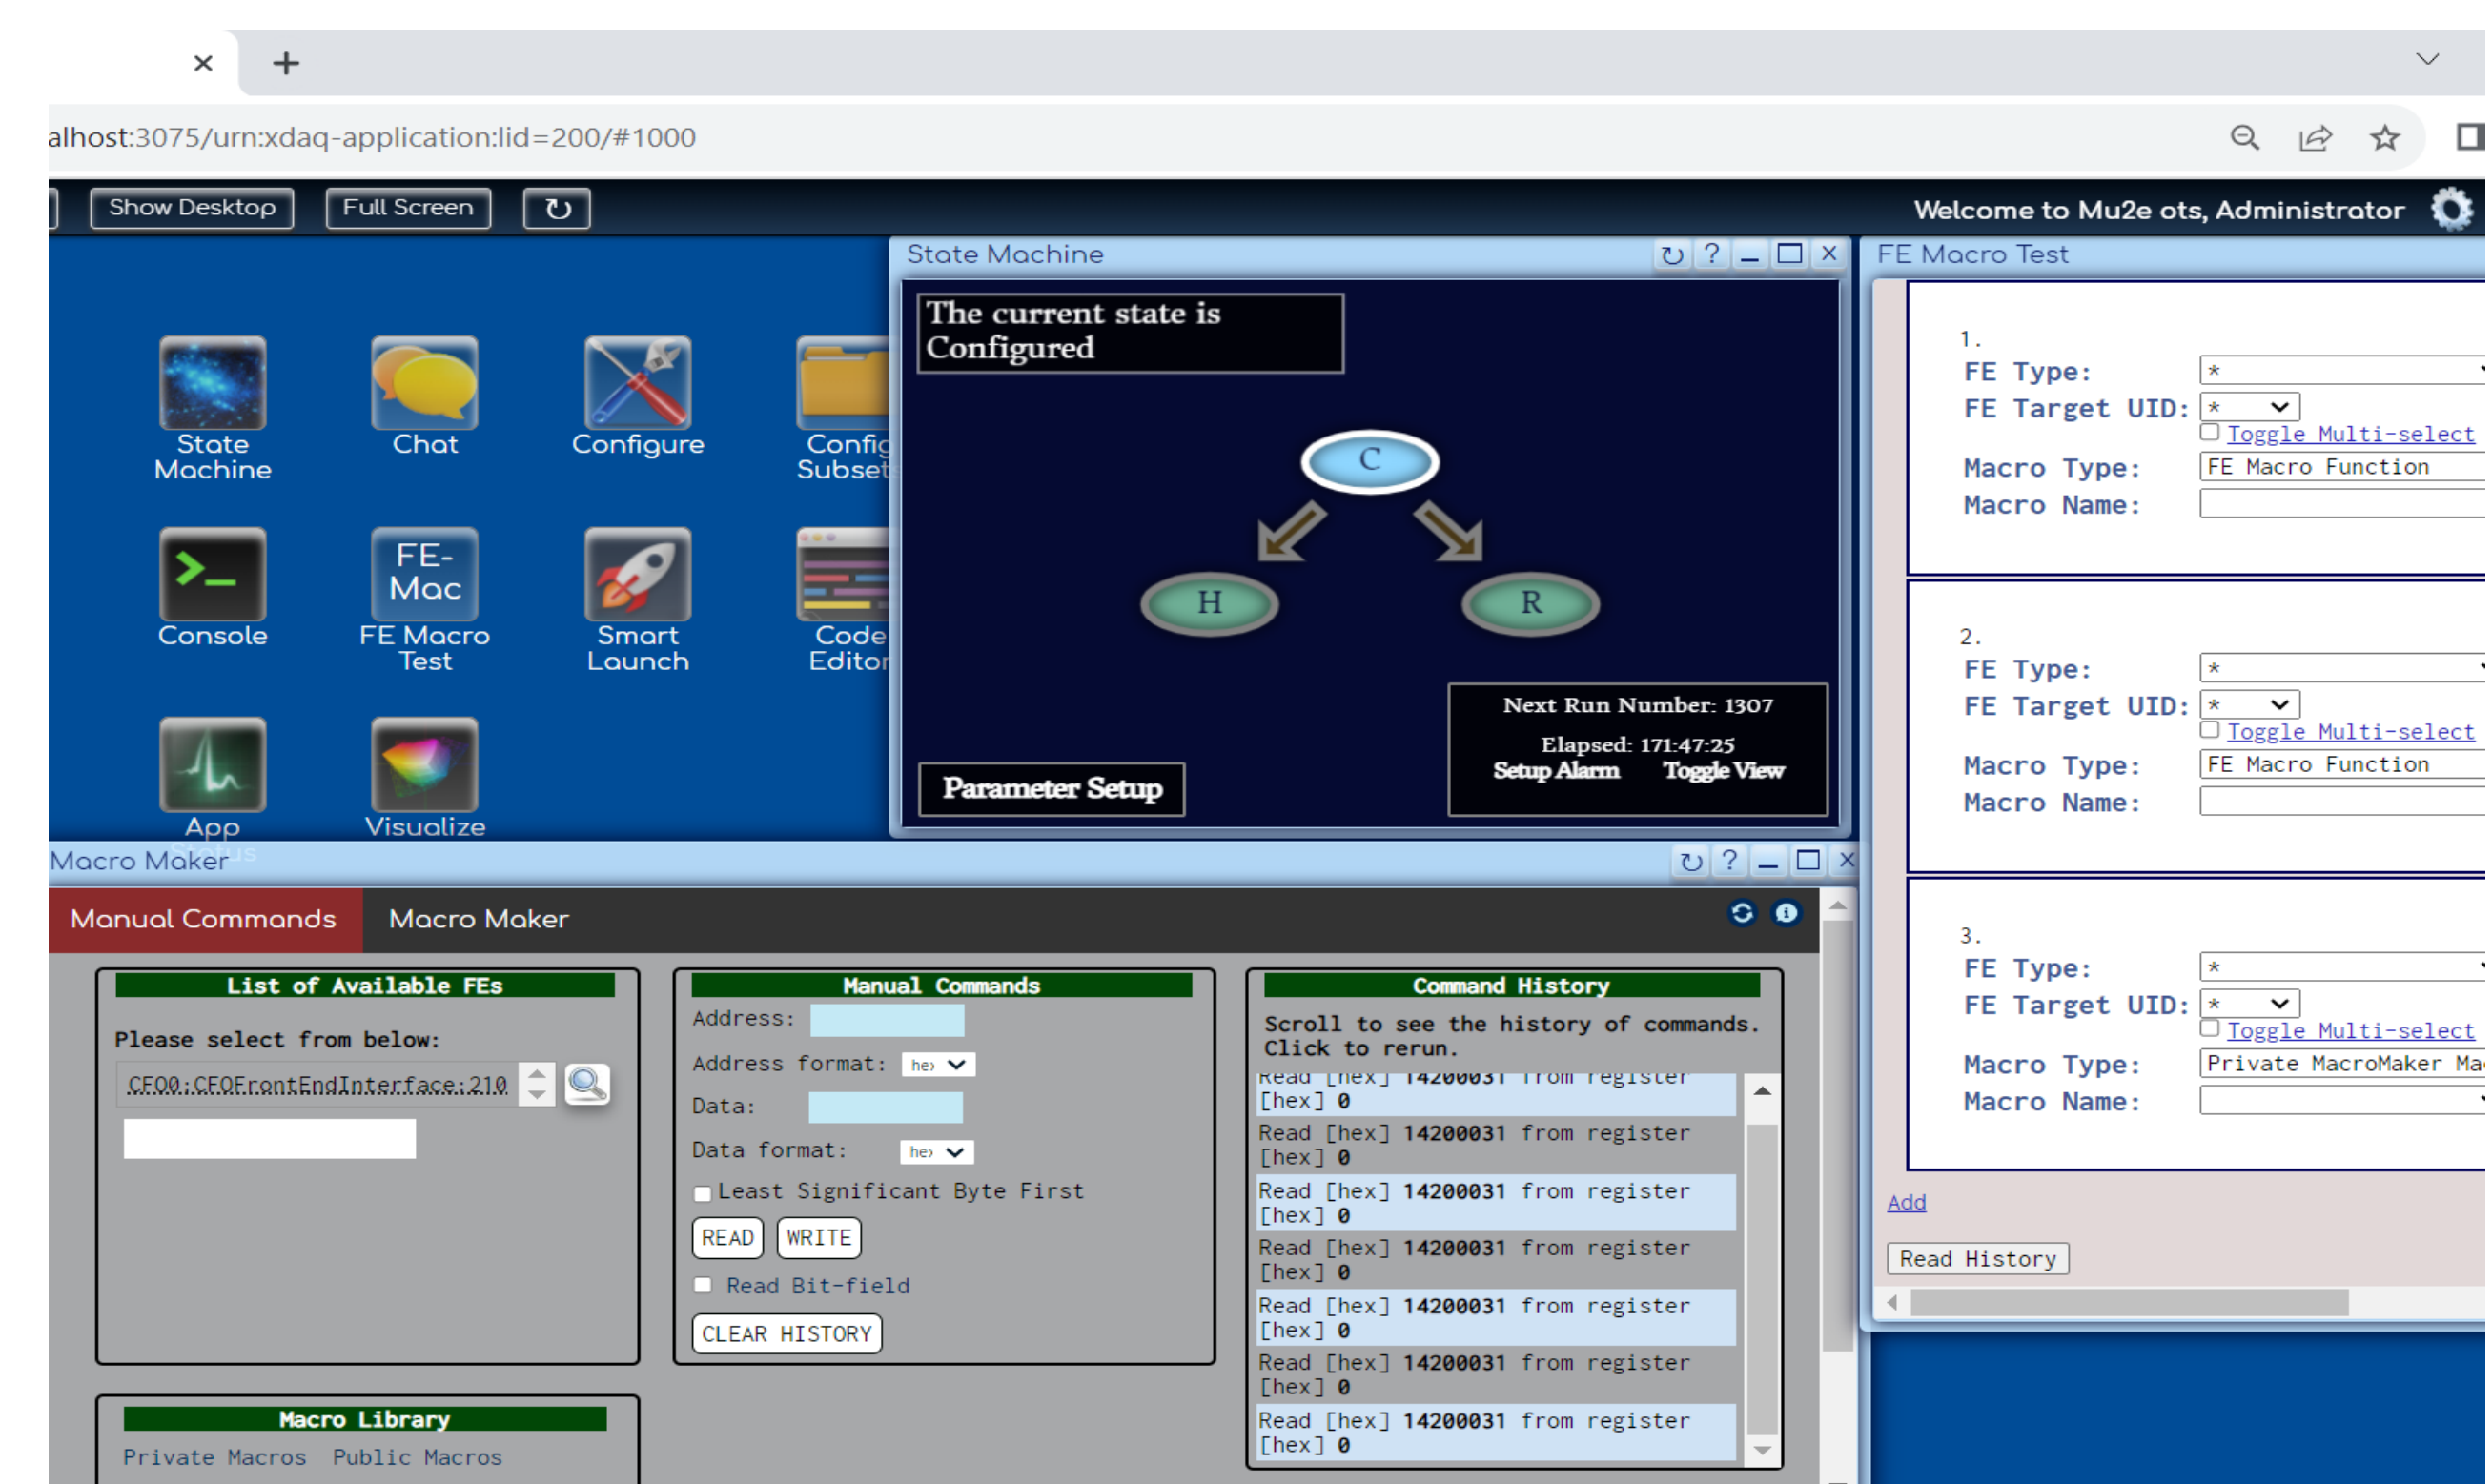 alhost:3075/urn:xdaq-application:lid=200/#1000
Show Desktop Full Screen
Welcome to Mu2e ots, Administrator
State Machine
Chat
Configure
Config Subset
Console
FE-Mac
FE Macro Test
Smart Launch
Code Editor
App Status
Visualize
State Machine
?
The current state is
Configured
C
H
R
Next Run Number: 1307
Elapsed: 171:47:25
Setup Alarm Toggle View
Parameter Setup
FE Macro Test
1.
FE Type: *
FE Target UID: *
Toggle Multi-select
Macro Type: FE Macro Function
Macro Name:
2.
FE Type: *
FE Target UID: *
Toggle Multi-select
Macro Type: FE Macro Function
Macro Name:
3.
FE Type: *
FE Target UID: *
Toggle Multi-select
Macro Type: Private MacroMaker Ma
Macro Name:
Add
Read History
Macro Maker
?
Manual Commands Macro Maker
List of Available FEs
Please select from below:
CFO0:CFOFrontEndInterface:210
Macro Library
Private Macros Public Macros
Manual Commands
Address:
Address format: hex
Data:
Data format: hex
Least Significant Byte First
READ WRITE
Read Bit-field
CLEAR HISTORY
Command History
Scroll to see the history of commands.
Click to rerun.
Read [hex] 14200031 from register
[hex] 0
Read [hex] 14200031 from register
[hex] 0
Read [hex] 14200031 from register
[hex] 0
Read [hex] 14200031 from register
[hex] 0
Read [hex] 14200031 from register
[hex] 0
Read [hex] 14200031 from register
[hex] 0
Read [hex] 14200031 from register
[hex] 0